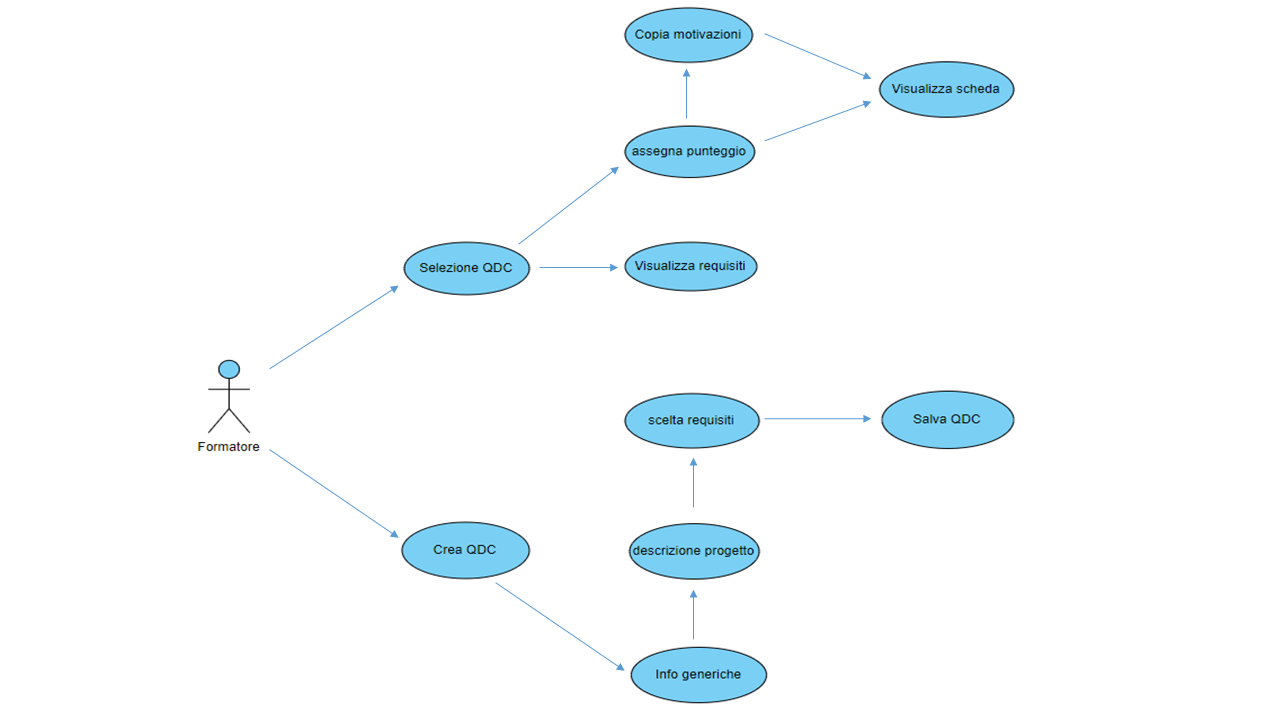 Copia motivazioni
Visualizza scheda
assegna punteggio
Selezione QDC
Visualizza requisiti
Formatore
scelta requisiti
Salva QDC
Crea QDC
descrizione progetto
Info generiche